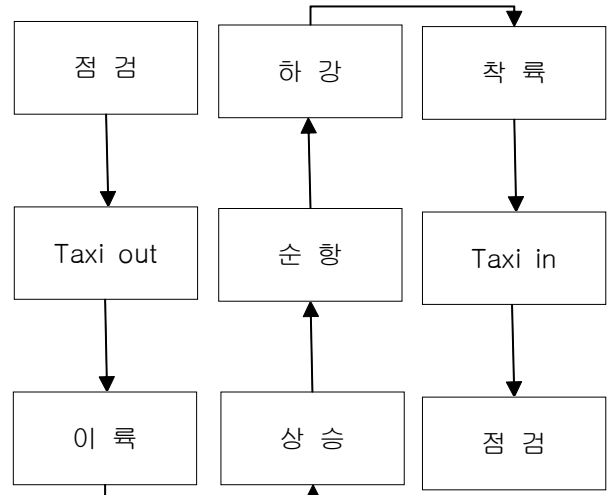 점 검
Taxi out
이 륙
상 승
순 항
하 강
착 륙
Taxi in
점 검